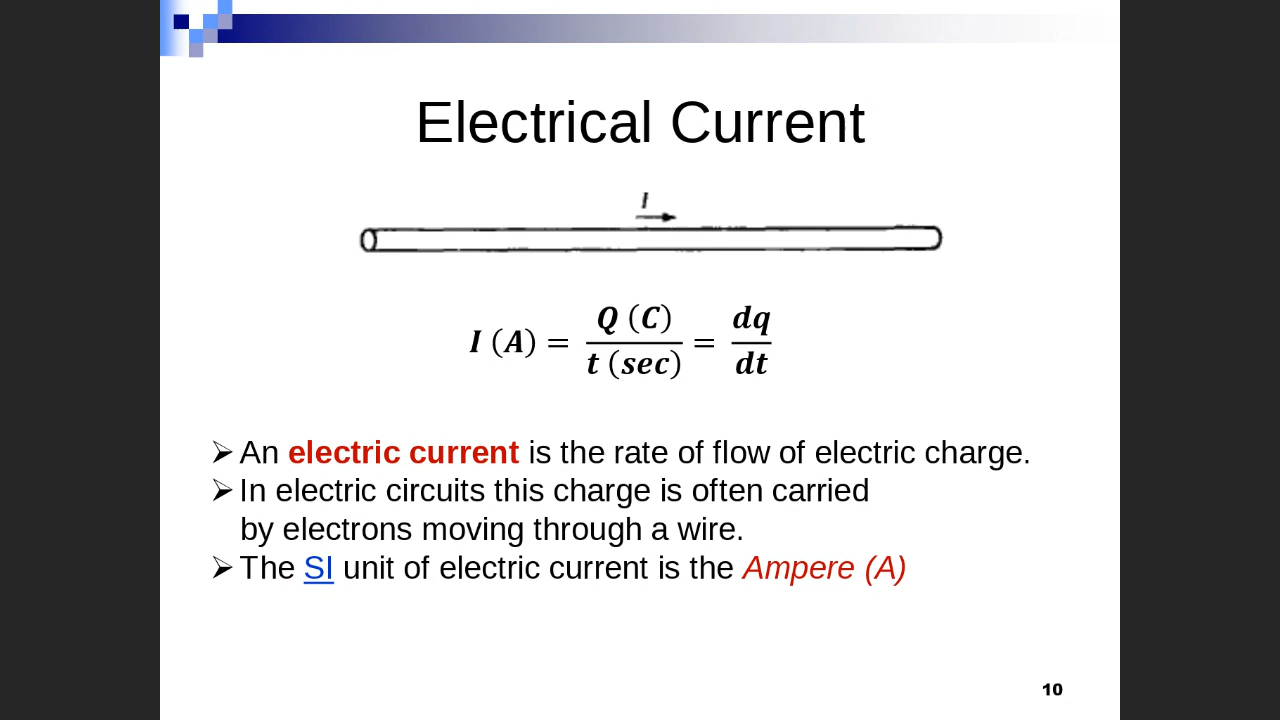 Electrical Current
I
I (A) = Q (C) / t (sec) = dq / dt
➢ An electric current is the rate of flow of electric charge.
➢ In electric circuits this charge is often carried
by electrons moving through a wire.
➢ The SI unit of electric current is the Ampere (A)
10